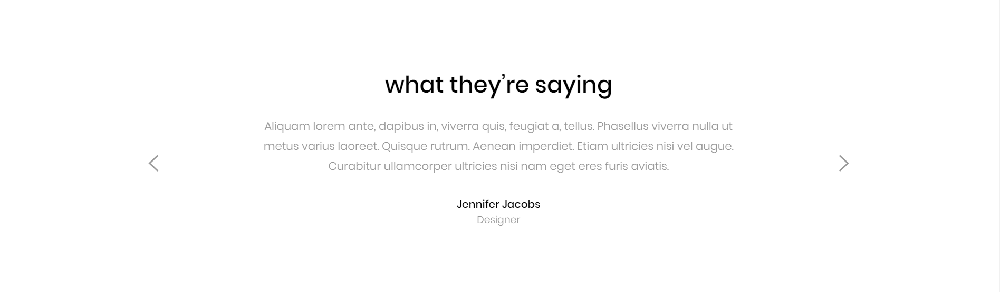 what they’re saying
Aliquam lorem ante, dapibus in, viverra quis, feugiat a, tellus. Phasellus viverra nulla ut
metus varius laoreet. Quisque rutrum. Aenean imperdiet. Etiam ultricies nisi vel augue.
Curabitur ullamcorper ultricies nisi nam eget eres furis aviatis.
Jennifer Jacobs
Designer